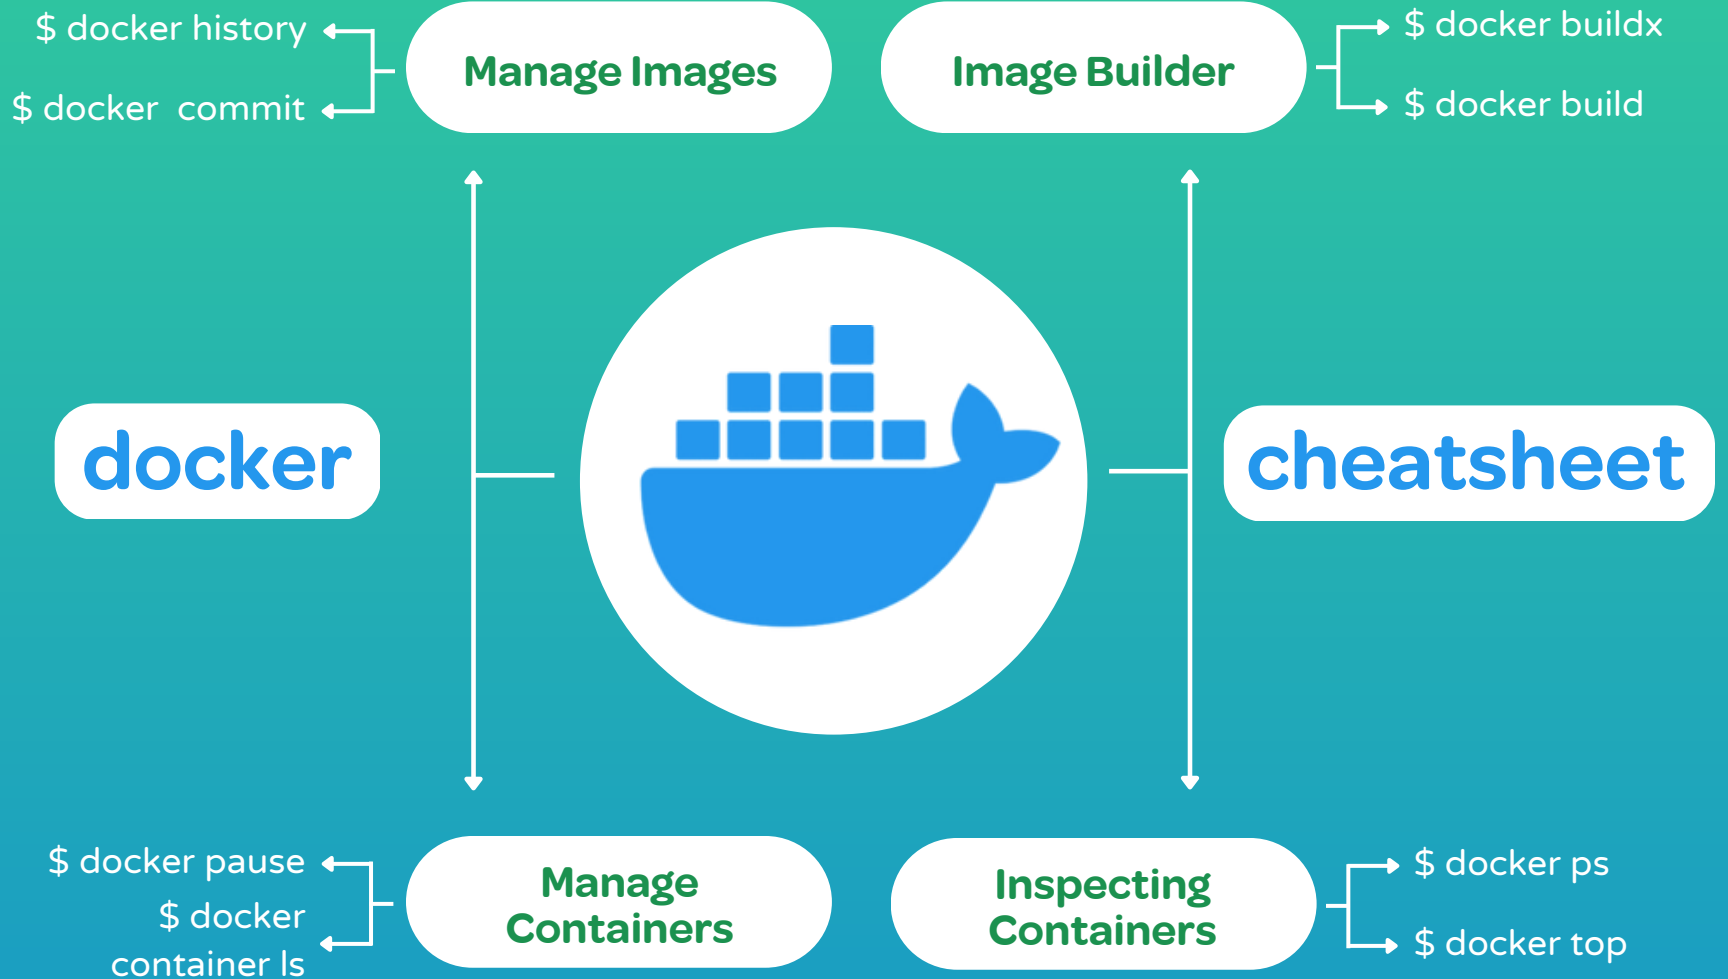 $ docker history
$ docker  commit
Manage Images
Image Builder
$ docker buildx
$ docker build
docker
cheatsheet
$ docker pause
$ docker
container ls
Manage
Containers
Inspecting
Containers
$ docker ps
$ docker top